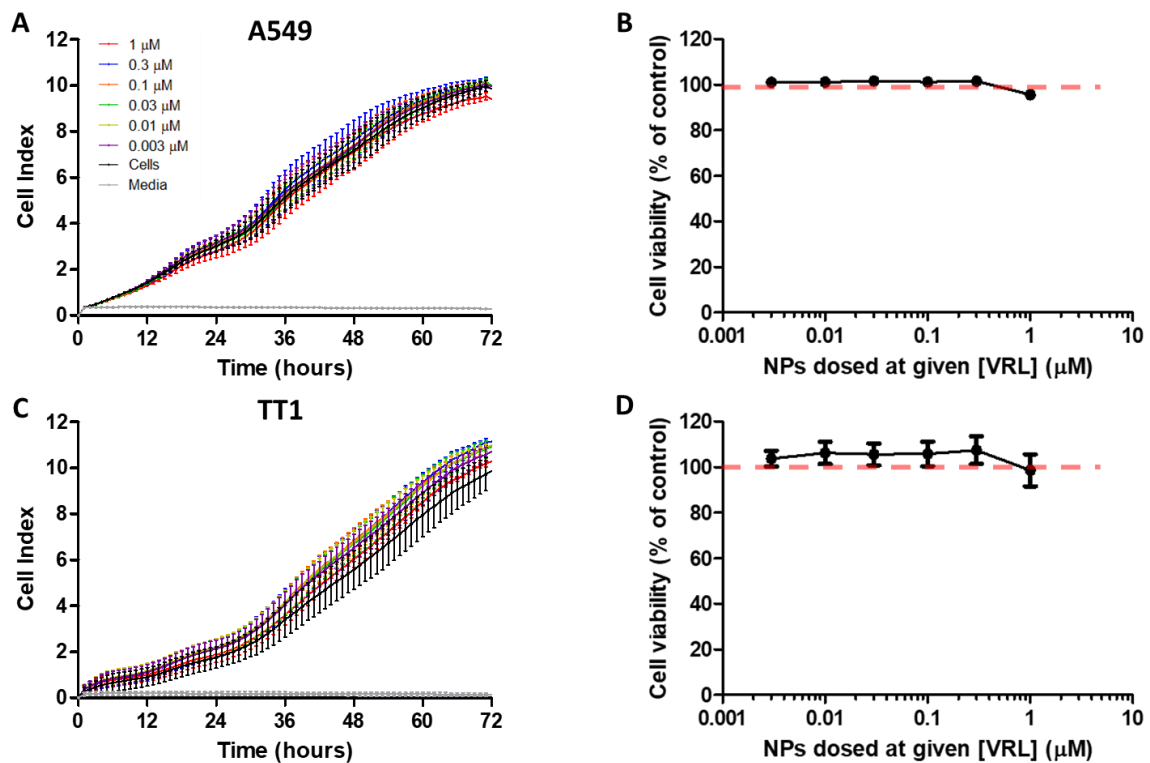 A
A549
12
10
8
6
4
2
0
Cell Index
1 μM
0.3 μM
0.1 μM
0.03 μM
0.01 μM
0.003 μM
Cells
Media
0 12 24 36 48 60 72
Time (hours)
B
120
100
80
60
40
20
0
Cell viability (% of control)
0.001 0.01 0.1 1 10
NPs dosed at given [VRL] (μM)
C
TT1
12
10
8
6
4
2
0
Cell Index
0 12 24 36 48 60 72
Time (hours)
D
120
100
80
60
40
20
0
Cell viability (% of control)
0.001 0.01 0.1 1 10
NPs dosed at given [VRL] (μM)